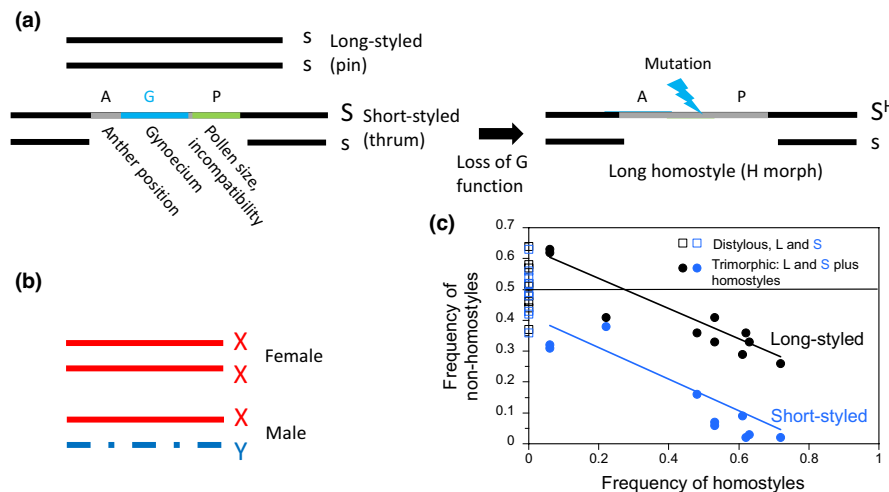 (a)
s
s
Long-styled
(pin)
A G P
S
s
Short-styled
(thrum)
Anther position
Gynoecium
Pollen size,
incompatibility
Loss of G
function
Mutation
A P
Sᴴ
s
Long homostyle (H morph)
(b)
X
X
Female
X
Y
Male
(c)
0.7
0.6
0.5
0.4
0.3
0.2
0.1
0
Frequency of
non-homostyles
Distylous, L and S
Trimorphic: L and S plus
homostyles
Long-styled
Short-styled
0 0.2 0.4 0.6 0.8 1
Frequency of homostyles